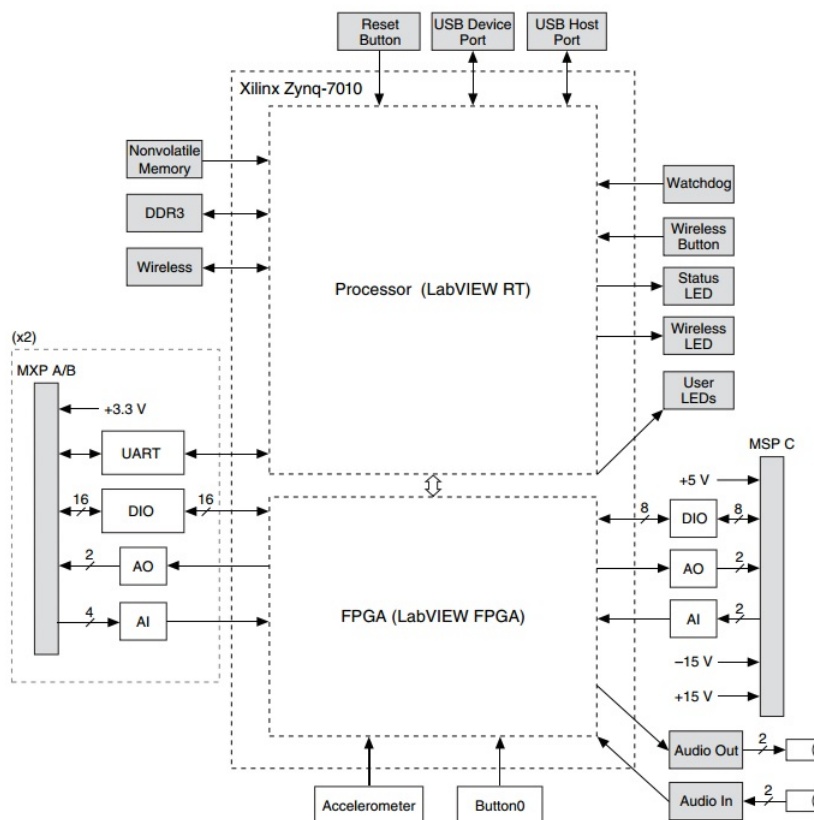 Reset
Button
USB Device
Port
USB Host
Port
Xilinx Zynq-7010
Nonvolatile
Memory
DDR3
Wireless
Processor (LabVIEW RT)
Watchdog
Wireless
Button
Status
LED
Wireless
LED
User
LEDs
(x2)
MXP A/B
+3.3 V
UART
16
DIO
16
2
AO
4
AI
FPGA (LabVIEW FPGA)
MSP C
+5 V
8
DIO
8
AO
2
AI
2
–15 V
+15 V
Audio Out
2
Audio In
2
Accelerometer
Button0